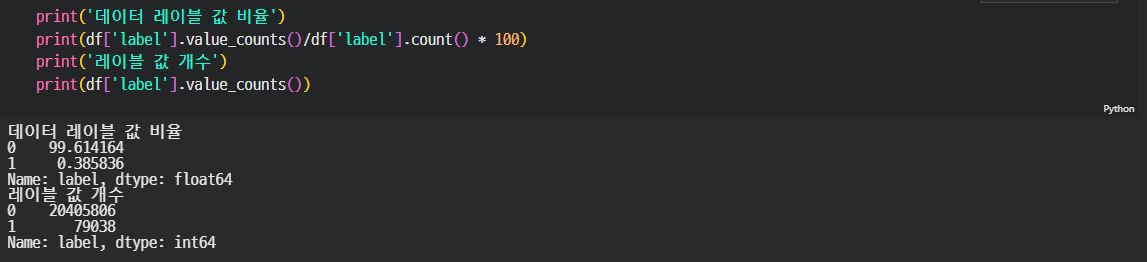 print('데이터 레이블 값 비율')
print(df['label'].value_counts()/df['label'].count() * 100)
print('레이블 값 개수')
print(df['label'].value_counts())
Python
데이터 레이블 값 비율
0    99.614164
1     0.385836
Name: label, dtype: float64
레이블 값 개수
0    20405806
1       79038
Name: label, dtype: int64